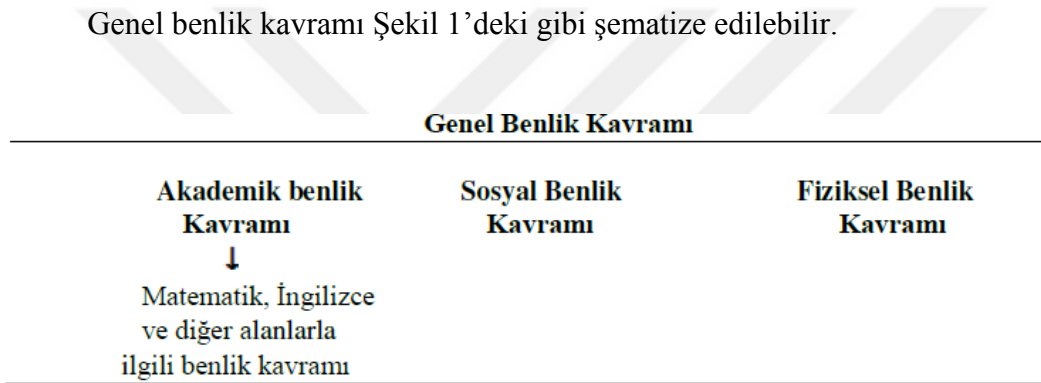 Genel benlik kavramı Şekil 1’deki gibi şematize edilebilir.
Genel Benlik Kavramı
Akademik benlik
Kavramı
↓
Matematik, İngilizce
ve diğer alanlarla
ilgili benlik kavramı
Sosyal Benlik
Kavramı
Fiziksel Benlik
Kavramı